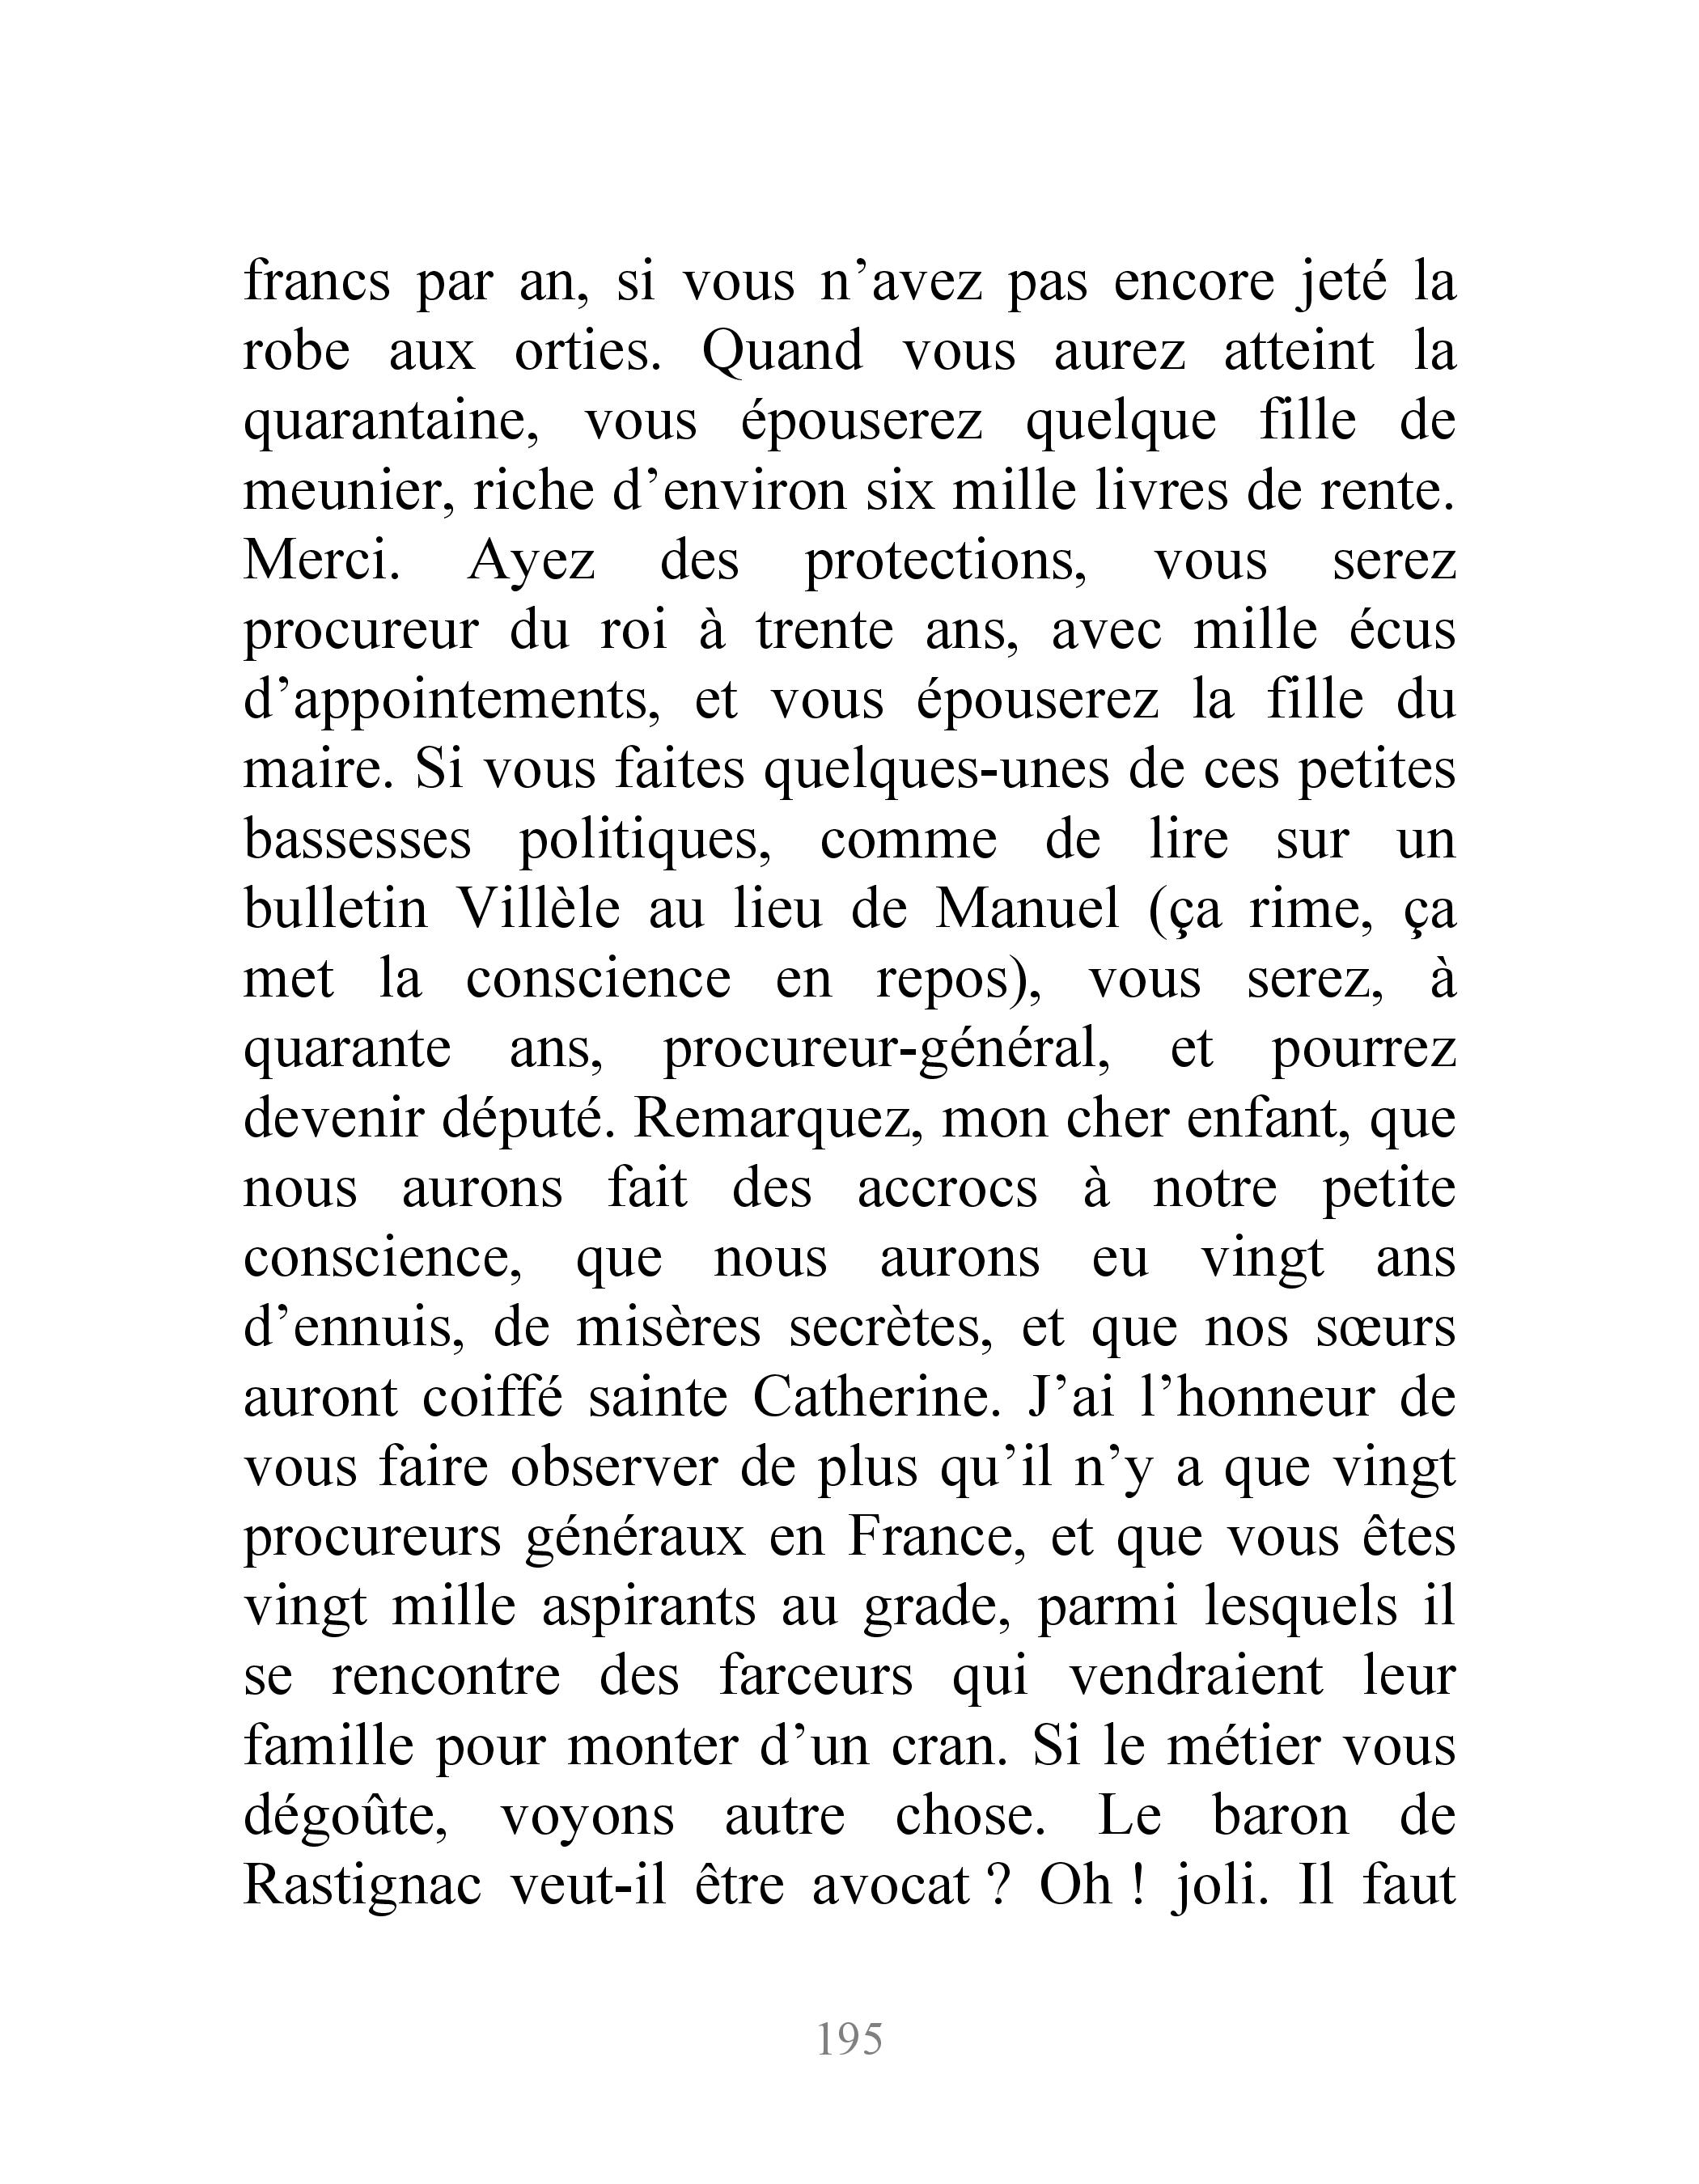 francs par an, si vous n’avez pas encore jeté la
robe aux orties. Quand vous aurez atteint la
quarantaine, vous épouserez quelque fille de
meunier, riche d’environ six mille livres de rente.
Merci. Ayez des protections, vous serez
procureur du roi à trente ans, avec mille écus
d’appointements, et vous épouserez la fille du
maire. Si vous faites quelques-unes de ces petites
bassesses politiques, comme de lire sur un
bulletin Villèle au lieu de Manuel (ça rime, ça
met la conscience en repos), vous serez, à
quarante ans, procureur-général, et pourrez
devenir député. Remarquez, mon cher enfant, que
nous aurons fait des accrocs à notre petite
conscience, que nous aurons eu vingt ans
d’ennuis, de misères secrètes, et que nos sœurs
auront coiffé sainte Catherine. J’ai l’honneur de
vous faire observer de plus qu’il n’y a que vingt
procureurs généraux en France, et que vous êtes
vingt mille aspirants au grade, parmi lesquels il
se rencontre des farceurs qui vendraient leur
famille pour monter d’un cran. Si le métier vous
dégoûte, voyons autre chose. Le baron de
Rastignac veut-il être avocat ? Oh ! joli. Il faut
195